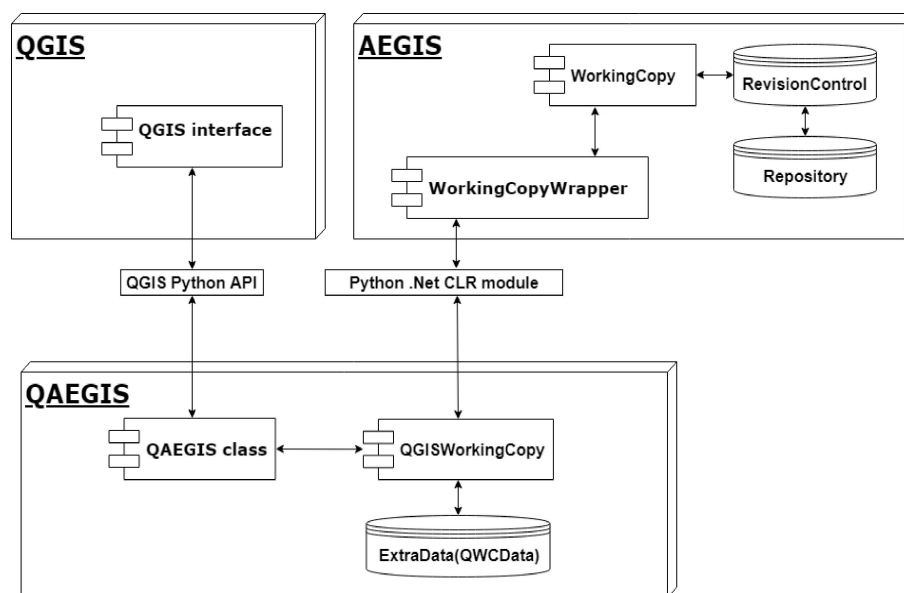 QGIS
QGIS interface
AEGIS
WorkingCopy
RevisionControl
Repository
WorkingCopyWrapper
QGIS Python API
Python .Net CLR module
QAEGIS
QAEGIS class
QGISWorkingCopy
ExtraData(QWCData)